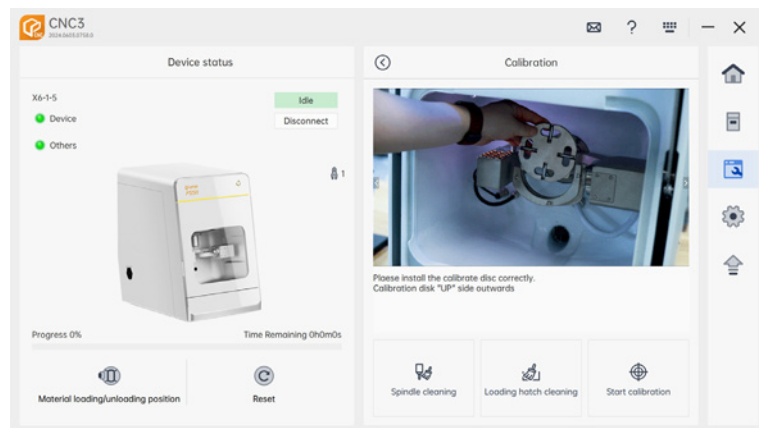 CNC3
Device status
Calibration
X6-1-5
Idle
Device
Disconnect
Others
1
Plaese install the calibrate disc correctly.
Calibration disk "UP" side outwards
Progress 0%
Time Remaining 0h0m0s
Material loading/unloading position
Reset
Spindle cleaning
Loading hatch cleaning
Start calibration